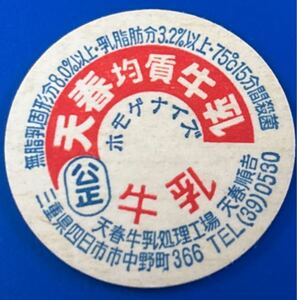 無脂乳固形分8.0%以上・乳脂肪分3.2%以上・75℃15分間殺菌
天春均質牛乳
ホモゲナイズ
公正
牛乳
天春牛乳処理工場 天春順吉
三重県四日市市中野町366 TEL(39)0530